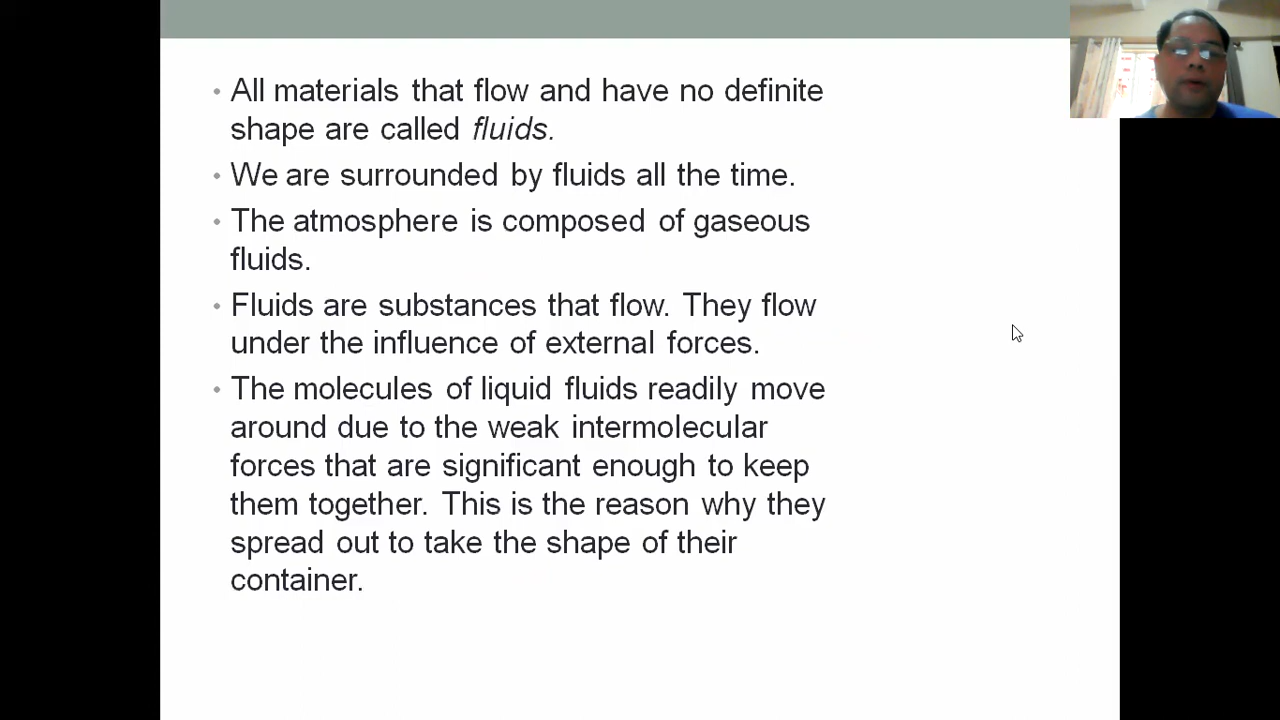 • All materials that flow and have no definite
shape are called fluids.
• We are surrounded by fluids all the time.
• The atmosphere is composed of gaseous
fluids.
• Fluids are substances that flow. They flow
under the influence of external forces.
• The molecules of liquid fluids readily move
around due to the weak intermolecular
forces that are significant enough to keep
them together. This is the reason why they
spread out to take the shape of their
container.